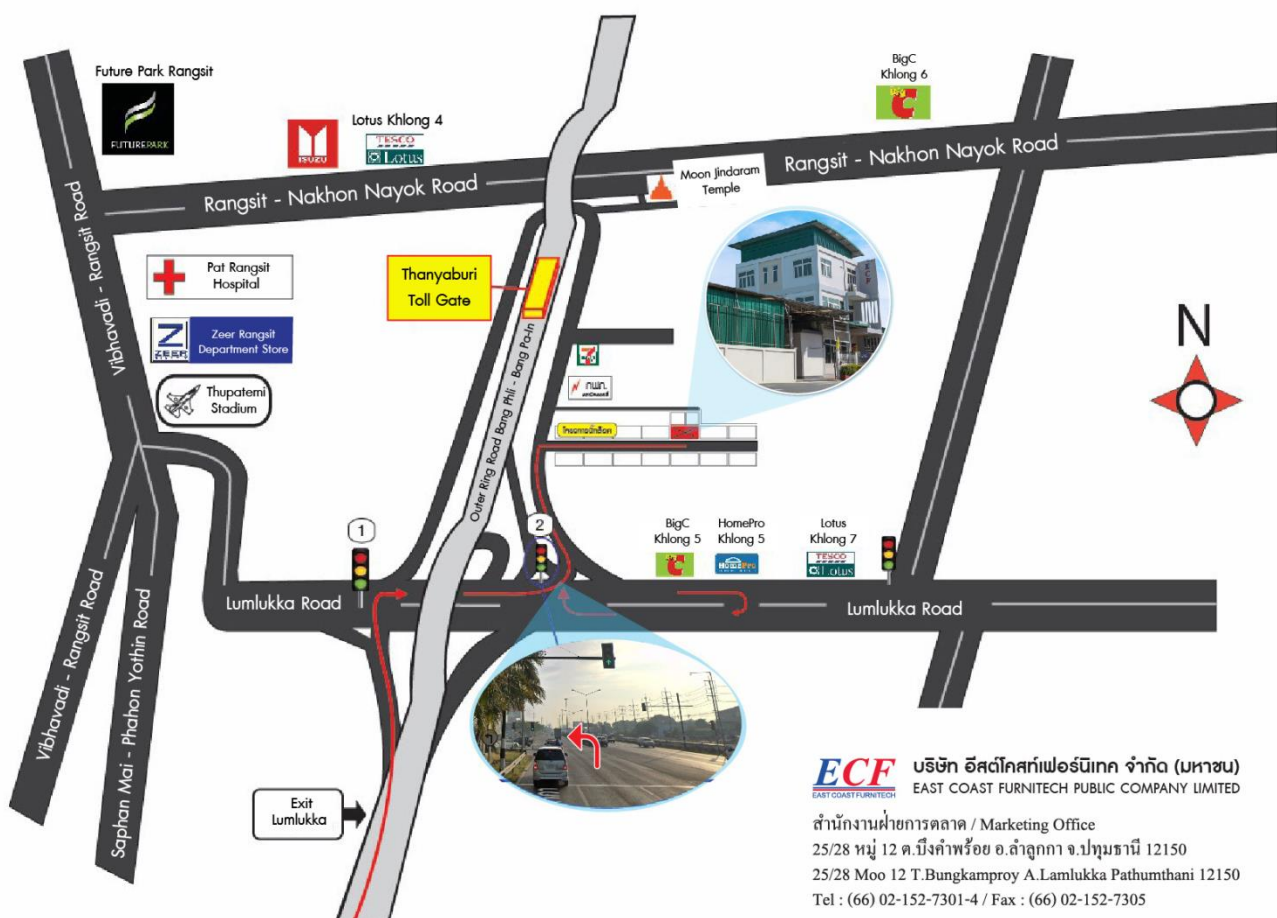 Future Park Rangsit
FUTUREPARK
ISUZU
Lotus Khlong 4
TESCO
Lotus
BigC
Khlong 6
Big
C
Rangsit - Nakhon Nayok Road
Rangsit - Nakhon Nayok Road
Moon Jindaram
Temple
Vibhavadi - Rangsit Road
Pat Rangsit
Hospital
Z
ZEER
Zeer Rangsit
Department Store
Thupatemi
Stadium
Thanyaburi
Toll Gate
Outer Ring Road Bang Phli - Bang Pa-In
7
ECF
N
1
2
BigC
Khlong 5
HomePro
Khlong 5
HomePro
Lotus
Khlong 7
TESCO
Lotus
Lumlukka Road
Lumlukka Road
Vibhavadi - Rangsit Road
Saphan Mai - Phahon Yothin Road
Exit
Lumlukka
ECF
EAST COAST FURNITECH
บริษัท อีสต์โคสท์เฟอร์นิเทค จำกัด (มหาชน)
EAST COAST FURNITECH PUBLIC COMPANY LIMITED
สำนักงานฝ่ายการตลาด / Marketing Office
25/28 หมู่ 12 ต.บึงคำพร้อย อ.ลำลูกกา จ.ปทุมธานี 12150
25/28 Moo 12 T.Bungkamproy A.Lamlukka Pathumthani 12150
Tel : (66) 02-152-7301-4 / Fax : (66) 02-152-7305